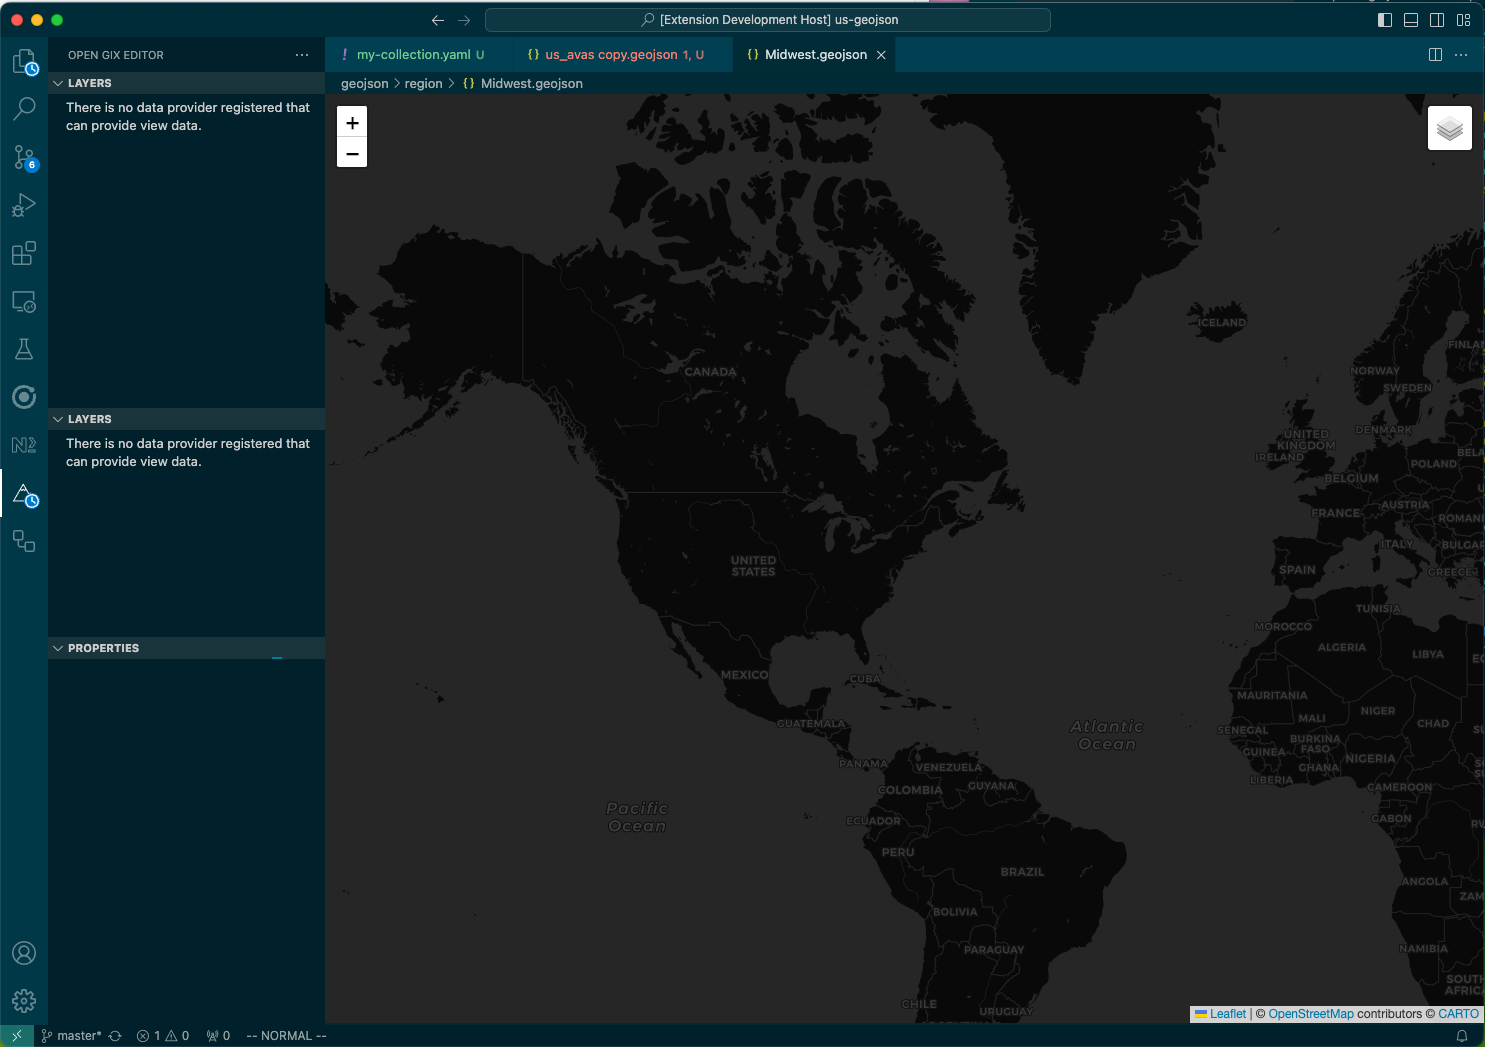 [Extension Development Host] us-geojson
OPEN GIX EDITOR
! my-collection.yaml U
{} us_avas copy.geojson 1, U
{} Midwest.geojson
geojson > region > {} Midwest.geojson
LAYERS
There is no data provider registered that
can provide view data.
LAYERS
There is no data provider registered that
can provide view data.
PROPERTIES
6
N2
+
−
ICELAND
FINLAN
NORWAY
SWEDEN
CANADA
DENMARK
UNITED
KINGDOM
IRELAND
BELA
POLAND
BELGIUM
AUSTRIA
FRANCE
ROMANI
ITALY
BULGAR
UNITED
STATES
SPAIN
GREECE
TUNISIA
MOROCCO
ALGERIA
LIBYA
MEXICO
CUBA
MAURITANIA
NIGER
MALI
CHAD
GUATEMALA
Atlantic
Ocean
SENEGAL
BURKINA
FASO
GUINEA
GHANA
NIGERIA
LIBERIA
PANAMA
VENEZUELA
CAMEROON
COLOMBIA
GUYANA
Pacific
Ocean
ECUADOR
GABON
PERU
BRAZIL
ANGOLA
ZAM
BOLIVIA
PARAGUAY
NAMIBIA
SOUTH
AFRIC
CHILE
URUGUAY
Leaflet | © OpenStreetMap contributors © CARTO
master* 1 0 0 -- NORMAL --